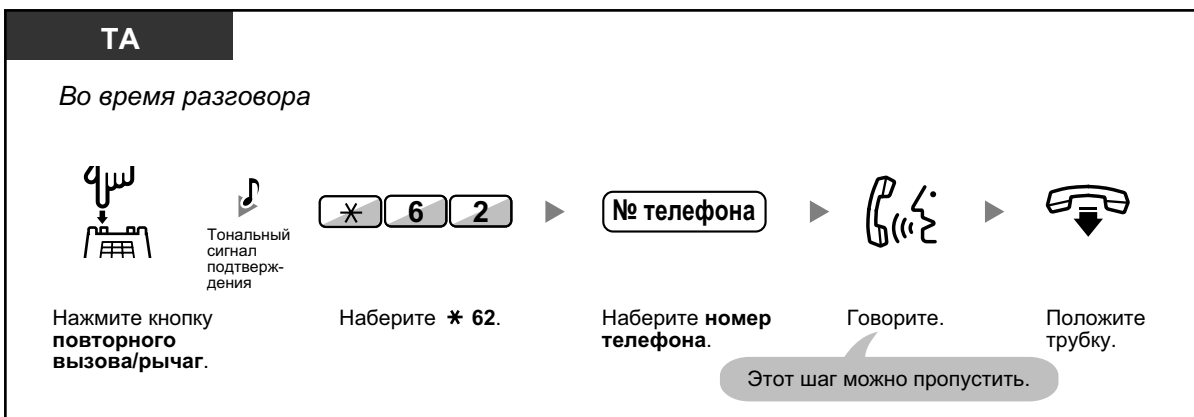 ТА
Во время разговора
Тональный
сигнал
подтверж-
дения
* 6 2
№ телефона
Нажмите кнопку
повторного
вызова/рычаг.
Наберите * 62.
Наберите номер
телефона.
Говорите.
Положите
трубку.
Этот шаг можно пропустить.